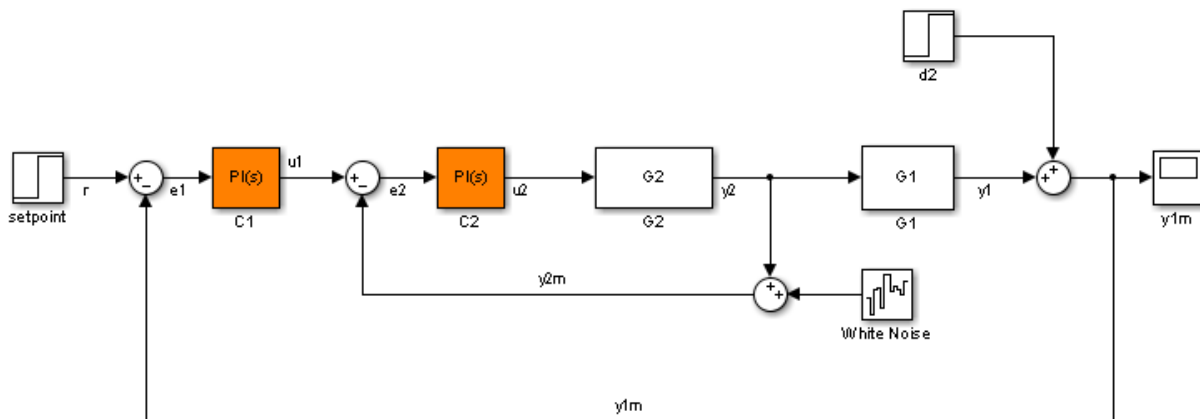 d2
setpoint
r
+
−
e1
PI(s)
C1
u1
+
−
e2
PI(s)
C2
u2
G2
G2
y2
G1
G1
y1
+
+
y1m
y2m
+
+
White Noise
y1m